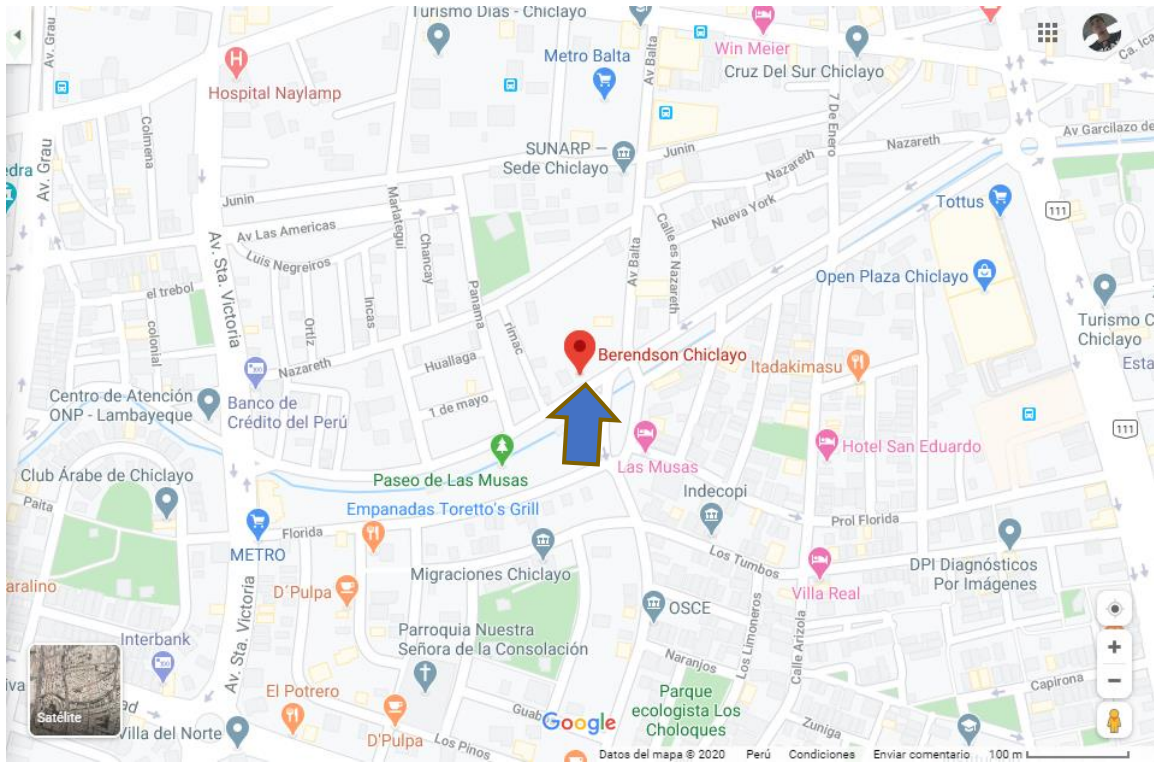 Turismo Dias - Chiclayo
Av. Grau
Win Meier
Cruz Del Sur Chiclayo
Metro Balta
Av Balta
Hospital Naylamp
H
7 De Enero
Colmena
Av. Grau
SUNARP –
Sede Chiclayo
Junin
Nazareth
Nazareth
Av Garcilazo de
edra
Junin
Mariategui
Tottus
111
Nueva York
Calle es Nazareth
Av Las Americas
Luis Negreiros
Chancay
Av. Sta. Victoria
Av Balta
Open Plaza Chiclayo
el trebol
Panama
Incas
Ortiz
colonial
rimac
Turismo C
Chiclayo
Huallaga
Berendson Chiclayo
Itadakimasu
Esta
Nazareth
Centro de Atención
ONP - Lambayeque
Banco de
Crédito del Perú
1 de mayo
111
Hotel San Eduardo
Las Musas
Club Árabe de Chiclayo
Paseo de Las Musas
Indecopi
Paita
Empanadas Toretto's Grill
Prol Florida
Florida
METRO
Los Tumbos
DPI Diagnósticos
Por Imágenes
Migraciones Chiclayo
aralino
D´Pulpa
Villa Real
OSCE
Los Limoneros
Calle Arizola
Av. Sta. Victoria
Parroquia Nuestra
Señora de la Consolación
Interbank
Naranjos
Capirona
iva
El Potrero
Parque
ecologista Los
Choloques
Satélite
ad
Guab
Google
Villa del Norte
D'Pulpa
Los Pinos
Zuniga
Datos del mapa © 2020 Perú Condiciones Enviar comentario 100 m